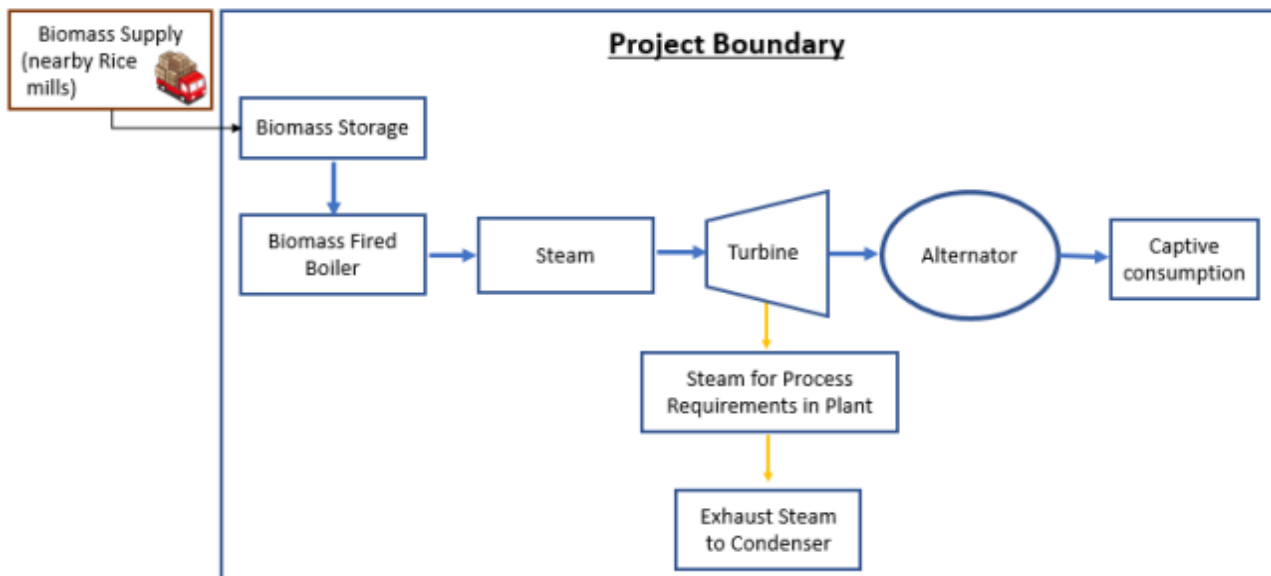 Biomass Supply
(nearby Rice
mills)
Project Boundary
Biomass Storage
Biomass Fired
Boiler
Steam
Turbine
Alternator
Captive
consumption
Steam for Process
Requirements in Plant
Exhaust Steam
to Condenser